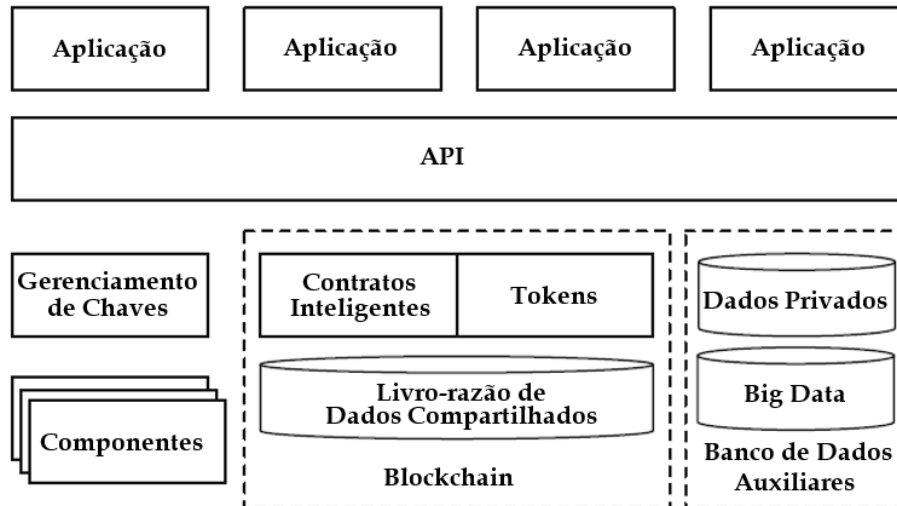 Aplicação
Aplicação
Aplicação
Aplicação
API
Gerenciamento
de Chaves
Componentes
Contratos
Inteligentes
Tokens
Livro-razão de
Dados Compartilhados
Blockchain
Dados Privados
Big Data
Banco de Dados
Auxiliares